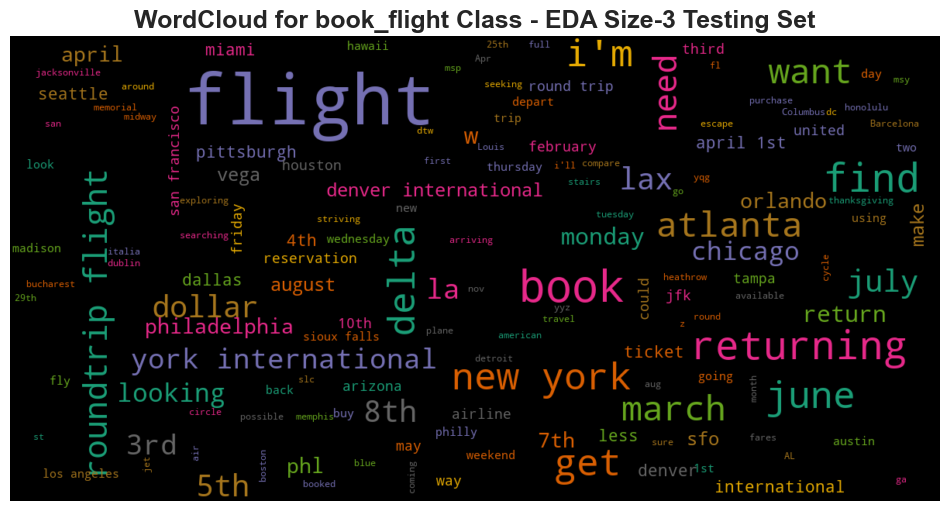 WordCloud for book_flight Class - EDA Size-3 Testing Set
april
miami
hawaii
25th
full
i'm
third
jacksonville
around
msp
Apr
fl
want
day
seattle
flight
seeking
round trip
need
msy
memorial
midway
depart
purchase
Columbus
dc
honolulu
san
san francisco
dtw
w
trip
escape
united
Barcelona
pittsburgh
Louis
february
april 1st
two
look
vega
houston
first
thursday
i'll
compare
find
roundtrip flight
denver international
stairs
lax
go
yqg
exploring
orlando
thanksgiving
friday
striving
new
tuesday
atlanta
using
make
searching
4th
wednesday
delta
arriving
monday
madison
italia
dublin
reservation
chicago
cycle
bucharest
dallas
august
la
nov
book
could
heathrow
tampa
july
29th
dollar
jfk
available
yyz
travel
return
philadelphia
10th
plane
z
round
sioux falls
american
returning
york international
ticket
detroit
fly
slc
new york
aug
going
month
june
looking
back
arizona
circle
possible
memphis
buy
8th
airline
march
fares
st
3rd
philly
7th
less
sure
sfo
austin
may
air
boston
weekend
AL
jet
phl
blue
get
denver
1st
los angeles
5th
booked
coming
way
international
ga